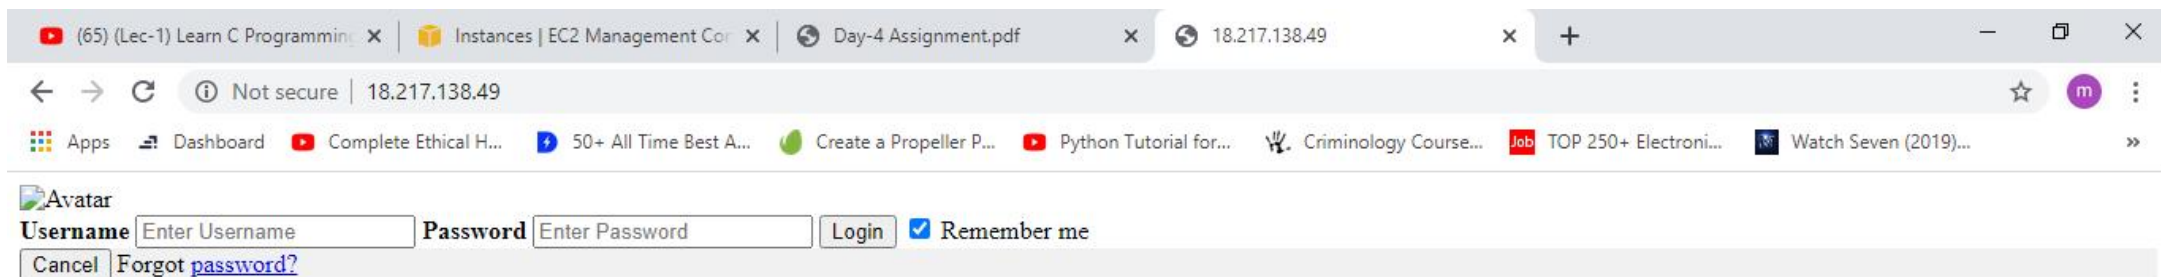 (65) (Lec-1) Learn C Programming Instances | EC2 Management Con Day-4 Assignment.pdf 18.217.138.49
Not secure | 18.217.138.49
Apps Dashboard Complete Ethical H... 50+ All Time Best A... Create a Propeller P... Python Tutorial for... Criminology Course... Job TOP 250+ Electroni... Watch Seven (2019)... »
Avatar
Username Enter Username Password Enter Password Login Remember me
Cancel Forgot password?